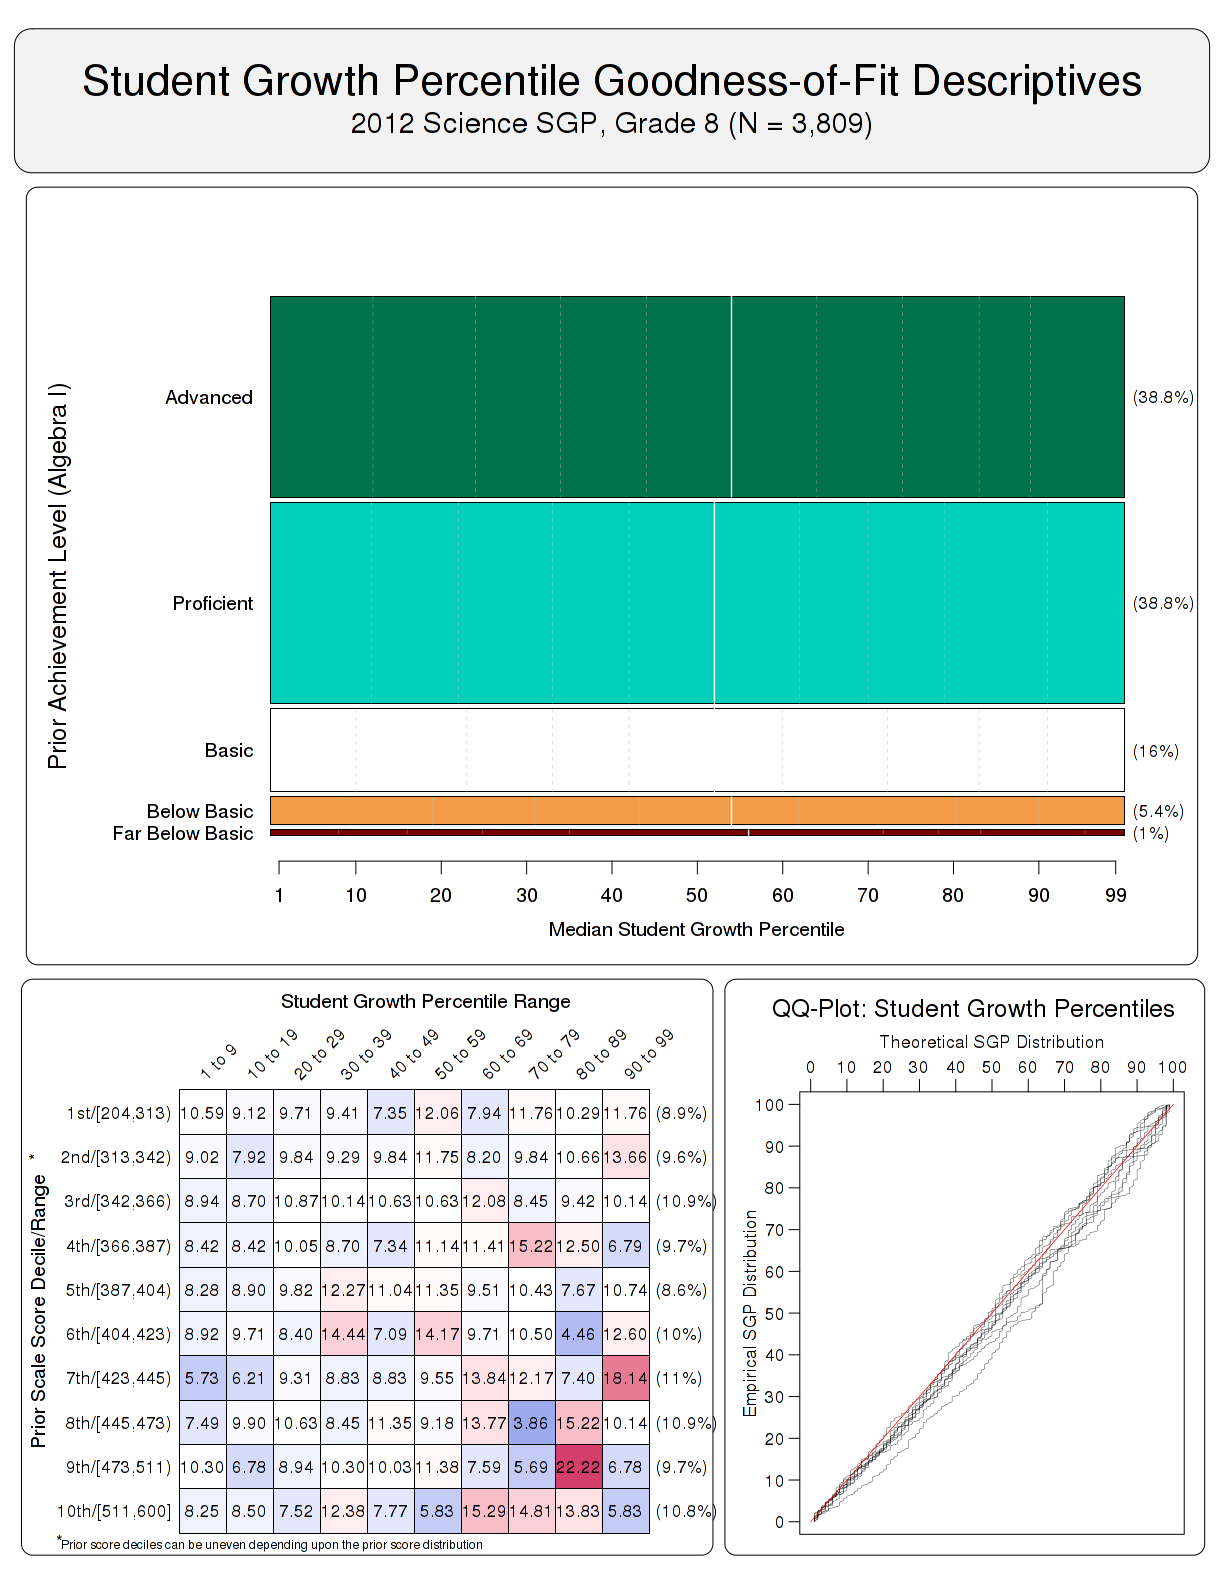 Student Growth Percentile Goodness-of-Fit Descriptives
2012 Science SGP, Grade 8 (N = 3,809)
Prior Achievement Level (Algebra I)
Advanced (38.8%)
Proficient (38.8%)
Basic (16%)
Below Basic (5.4%)
Far Below Basic (1%)
1 10 20 30 40 50 60 70 80 90 99
Median Student Growth Percentile
Student Growth Percentile Range
1 to 9 10 to 19 20 to 29 30 to 39 40 to 49 50 to 59 60 to 69 70 to 79 80 to 89 90 to 99
Prior Scale Score Decile/Range *
1st/[204,313) 10.59 9.12 9.71 9.41 7.35 12.06 7.94 11.76 10.29 11.76 (8.9%)
2nd/[313,342) 9.02 7.92 9.84 9.29 9.84 11.75 8.20 9.84 10.66 13.66 (9.6%)
3rd/[342,366) 8.94 8.70 10.87 10.14 10.63 10.63 12.08 8.45 9.42 10.14 (10.9%)
4th/[366,387) 8.42 8.42 10.05 8.70 7.34 11.14 11.41 15.22 12.50 6.79 (9.7%)
5th/[387,404) 8.28 8.90 9.82 12.27 11.04 11.35 9.51 10.43 7.67 10.74 (8.6%)
6th/[404,423) 8.92 9.71 8.40 14.44 7.09 14.17 9.71 10.50 4.46 12.60 (10%)
7th/[423,445) 5.73 6.21 9.31 8.83 8.83 9.55 13.84 12.17 7.40 18.14 (11%)
8th/[445,473) 7.49 9.90 10.63 8.45 11.35 9.18 13.77 3.86 15.22 10.14 (10.9%)
9th/[473,511) 10.30 6.78 8.94 10.30 10.03 11.38 7.59 5.69 22.22 6.78 (9.7%)
10th/[511,600] 8.25 8.50 7.52 12.38 7.77 5.83 15.29 14.81 13.83 5.83 (10.8%)
*Prior score deciles can be uneven depending upon the prior score distribution
QQ-Plot: Student Growth Percentiles
Theoretical SGP Distribution
0 10 20 30 40 50 60 70 80 90 100
Empirical SGP Distribution
100
90
80
70
60
50
40
30
20
10
0